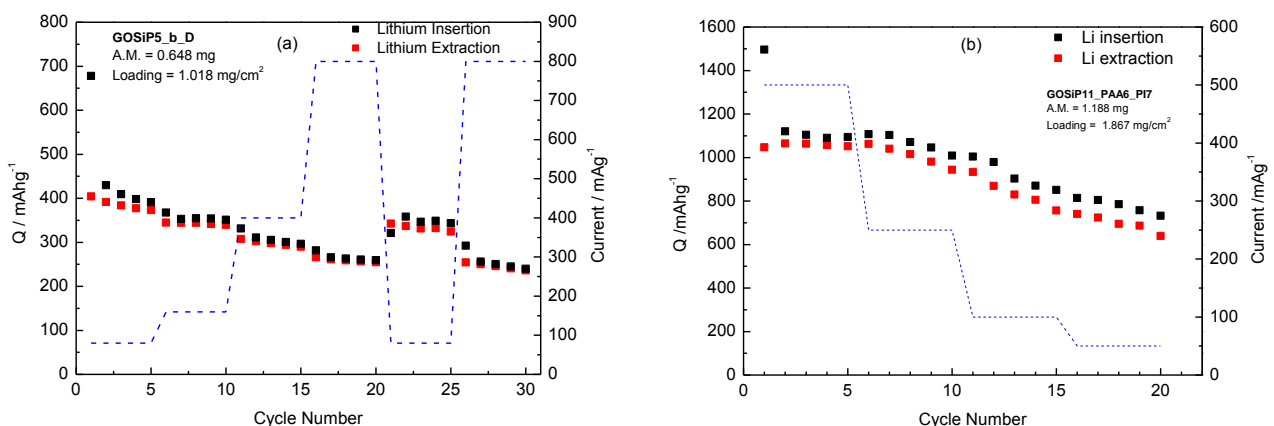 (a)
GOSiP5_b_D
A.M. = 0.648 mg
Loading = 1.018 mg/cm²
Lithium Insertion
Lithium Extraction
Q / mAhg⁻¹
800
700
600
500
400
300
200
100
0
900
800
700
600
500
400
300
200
100
0
Current / mAg⁻¹
0 5 10 15 20 25 30
Cycle Number
(b)
Li insertion
Li extraction
GOSiP11_PAA6_PI7
A.M. = 1.188 mg
Loading = 1.867 mg/cm²
Q /mAhg⁻¹
1600
1400
1200
1000
800
600
400
200
0
600
500
400
300
200
100
0
Current /mAg⁻¹
0 5 10 15 20
Cycle Number